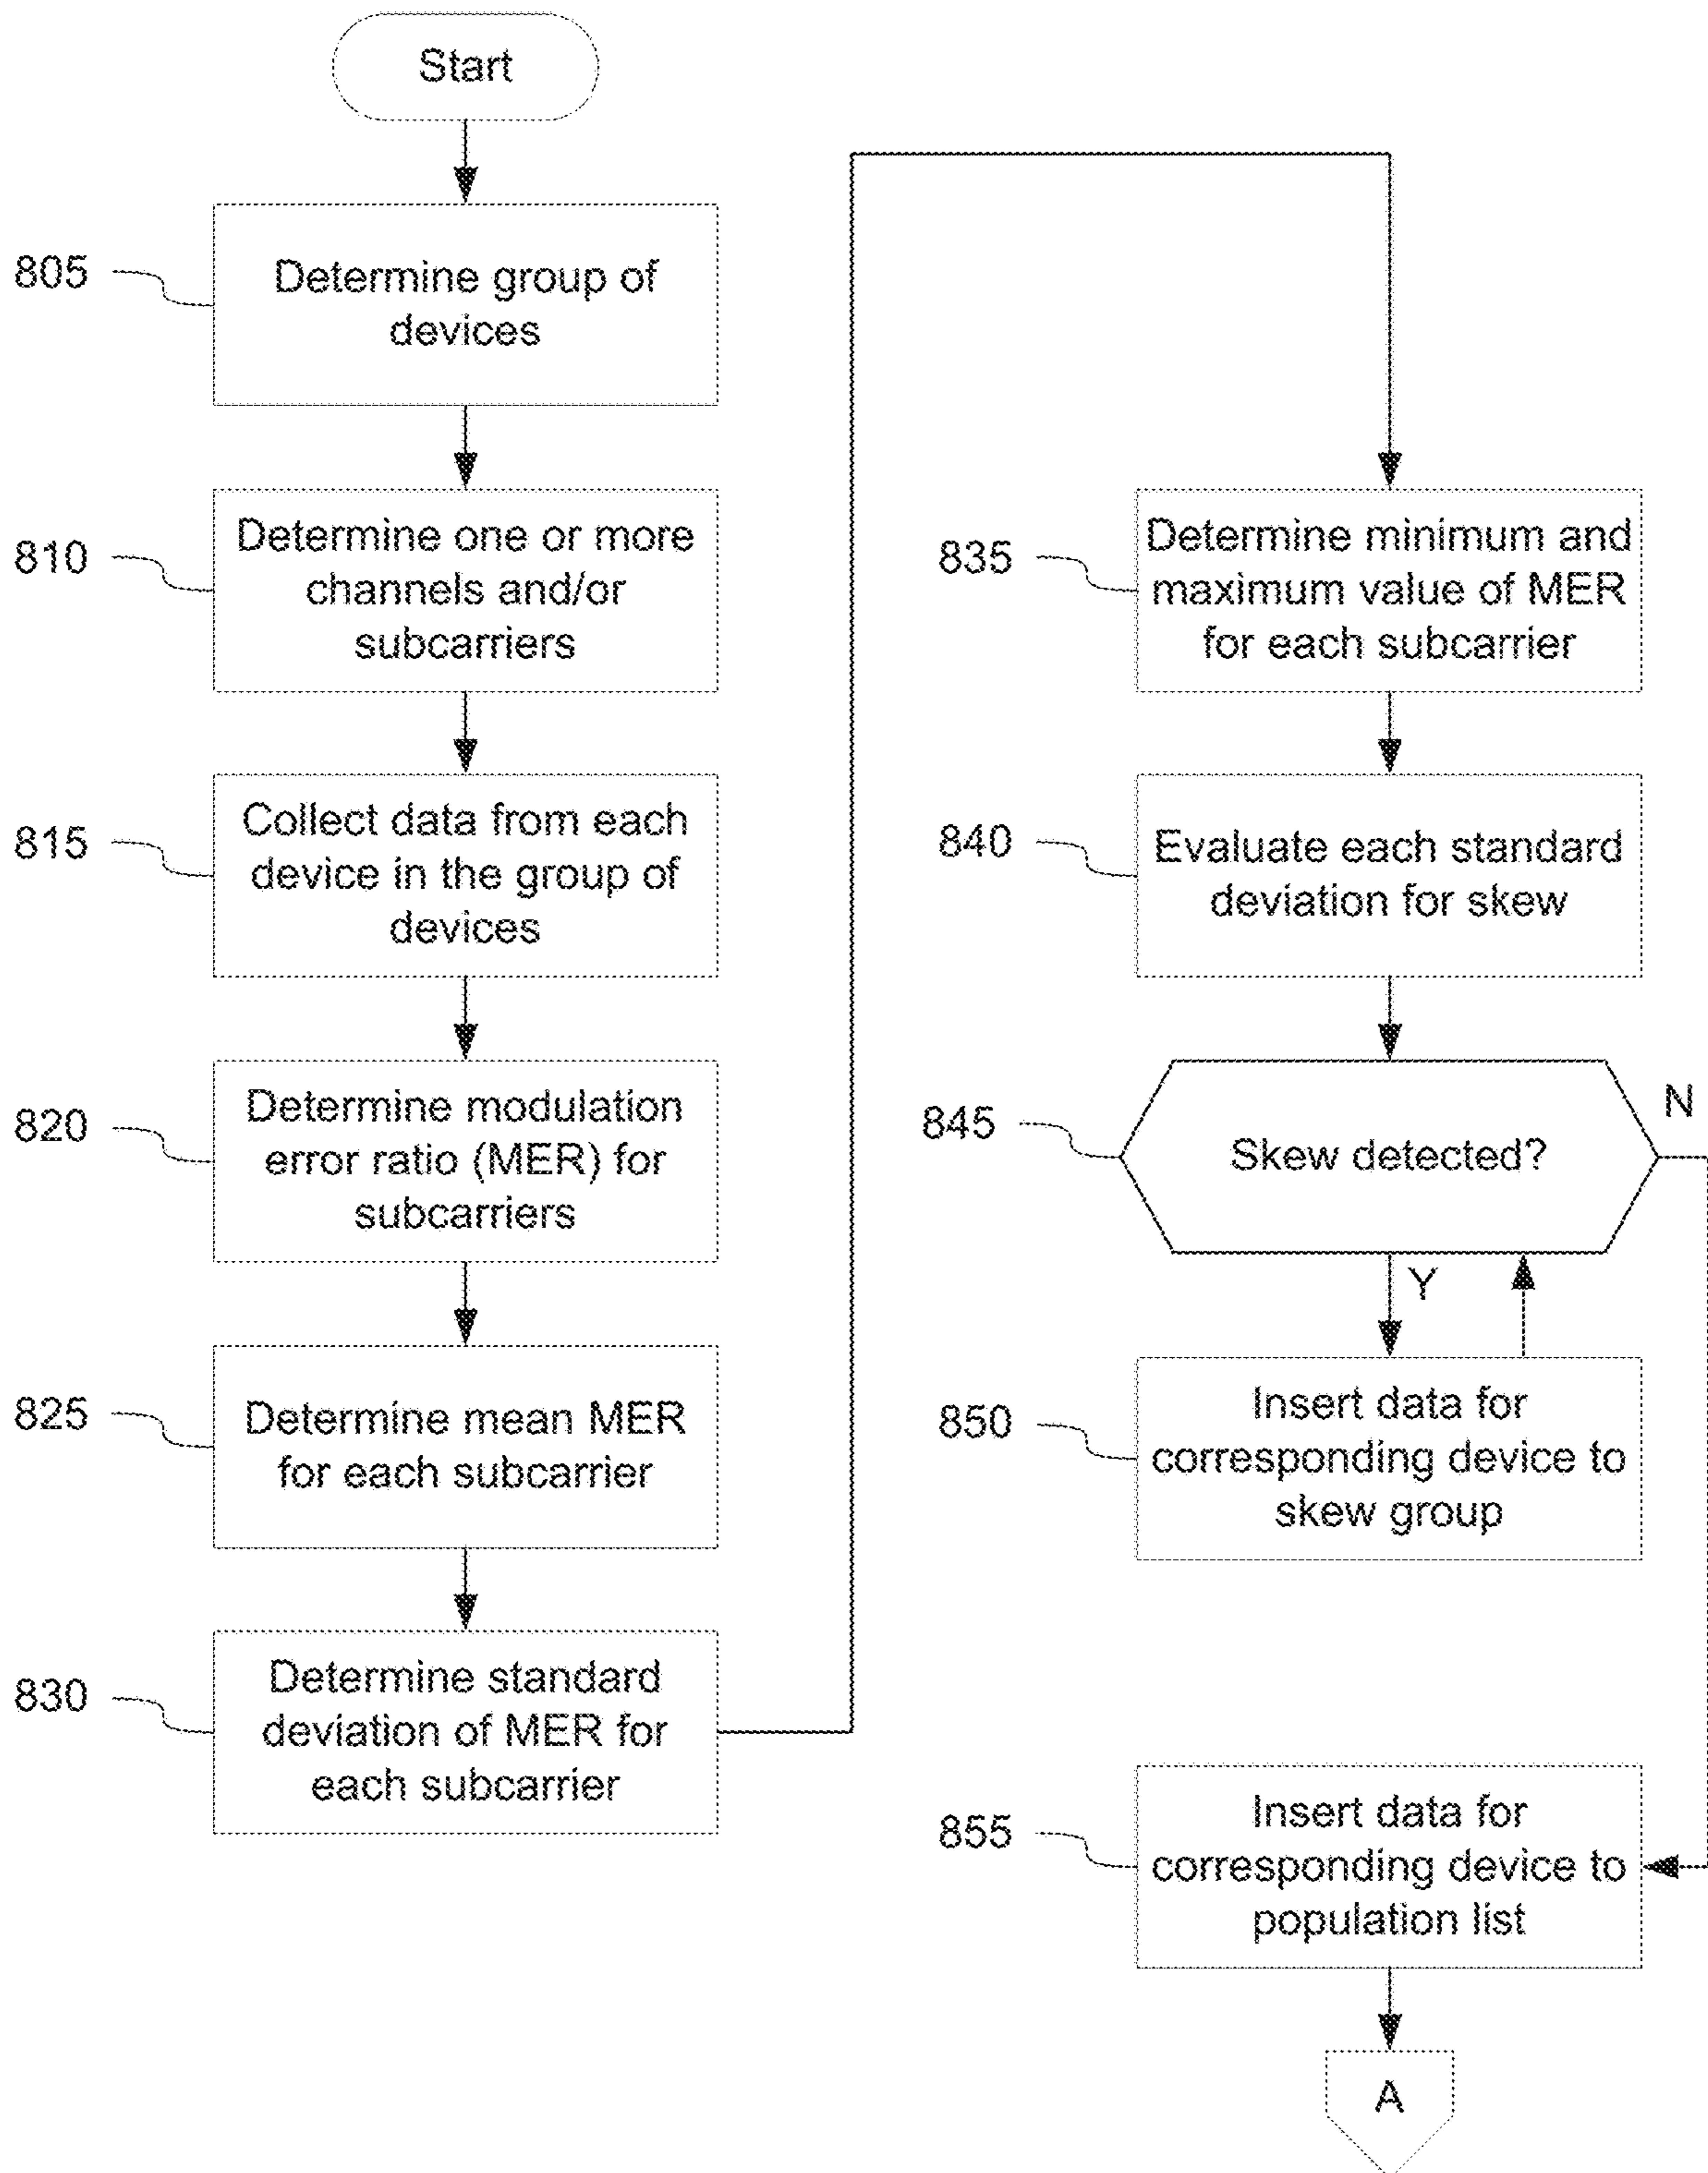 Start
805
Determine group of
devices
810
Determine one or more
channels and/or
subcarriers
815
Collect data from each
device in the group of
devices
820
Determine modulation
error ratio (MER) for
subcarriers
825
Determine mean MER
for each subcarrier
830
Determine standard
deviation of MER for
each subcarrier
835
Determine minimum and
maximum value of MER
for each subcarrier
840
Evaluate each standard
deviation for skew
845
Skew detected?
N
Y
850
Insert data for
corresponding device to
skew group
855
Insert data for
corresponding device to
population list
A